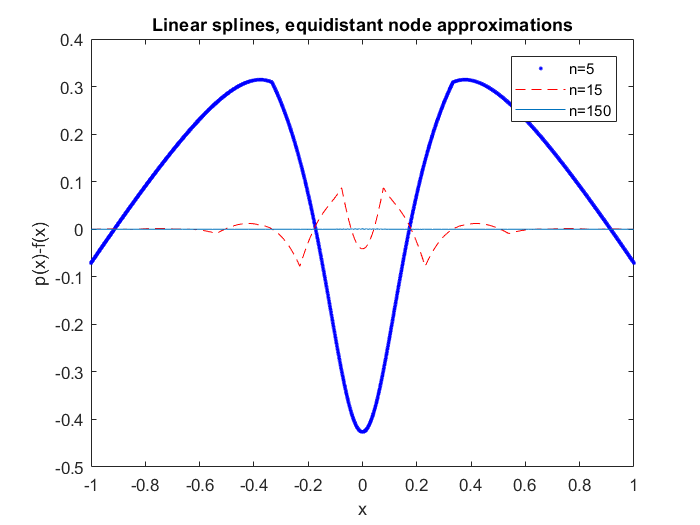 Linear splines, equidistant node approximations
0.4
0.3
0.2
0.1
0
-0.1
-0.2
-0.3
-0.4
-0.5
p(x)-f(x)
n=5
n=15
n=150
-1 -0.8 -0.6 -0.4 -0.2 0 0.2 0.4 0.6 0.8 1
x